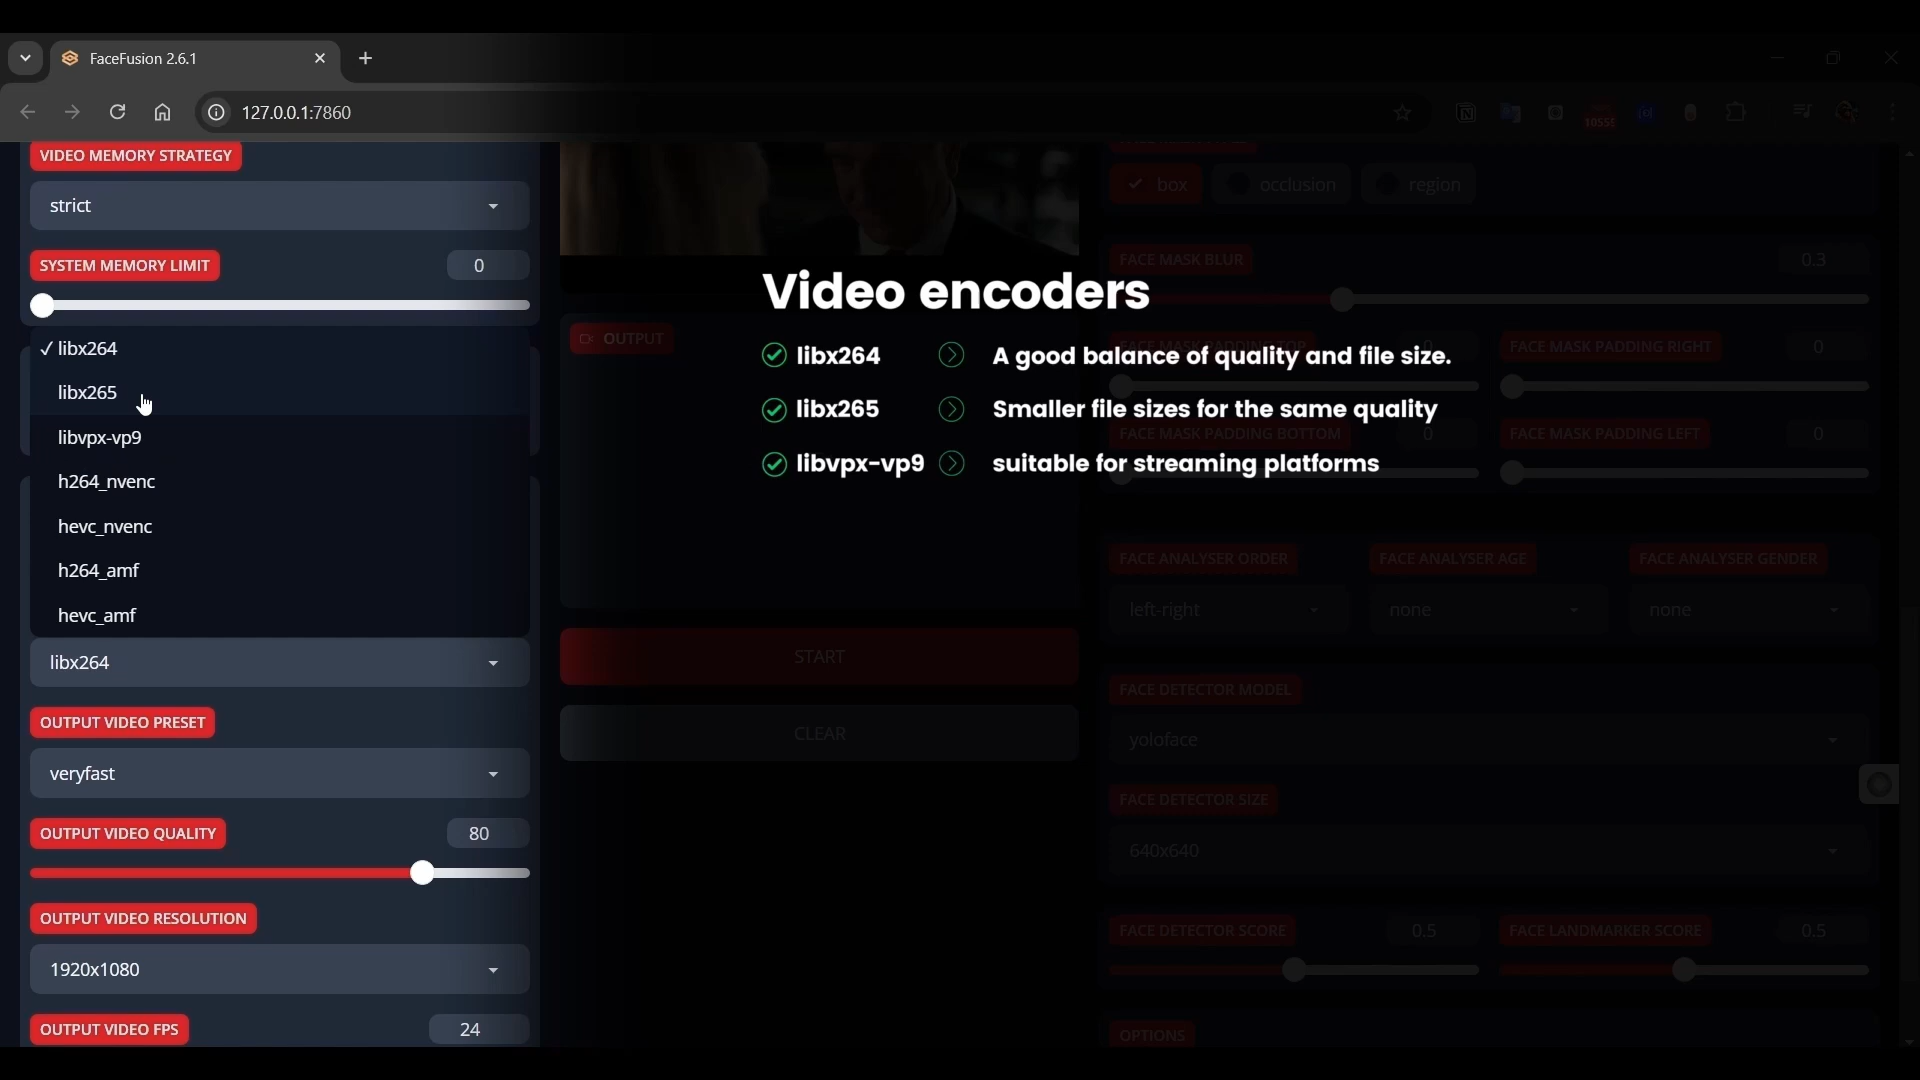 FaceFusion 2.6.1
127.0.0.1:7860
VIDEO MEMORY STRATEGY
strict
SYSTEM MEMORY LIMIT
0
✓ libx264
libx265
libvpx-vp9
h264_nvenc
hevc_nvenc
h264_amf
hevc_amf
libx264
OUTPUT VIDEO PRESET
veryfast
OUTPUT VIDEO QUALITY
80
OUTPUT VIDEO RESOLUTION
1920x1080
OUTPUT VIDEO FPS
24
Video encoders
libx264 A good balance of quality and file size.
libx265 Smaller file sizes for the same quality
libvpx-vp9 suitable for streaming platforms
OUTPUT
START
CLEAR
box occlusion region
FACE MASK BLUR
0.3
FACE MASK PADDING TOP
0
FACE MASK PADDING RIGHT
0
FACE MASK PADDING BOTTOM
0
FACE MASK PADDING LEFT
0
FACE ANALYSER ORDER
left-right
FACE ANALYSER AGE
none
FACE ANALYSER GENDER
none
FACE DETECTOR MODEL
yoloface
FACE DETECTOR SIZE
640x640
FACE DETECTOR SCORE
0.5
FACE LANDMARKER SCORE
0.5
OPTIONS